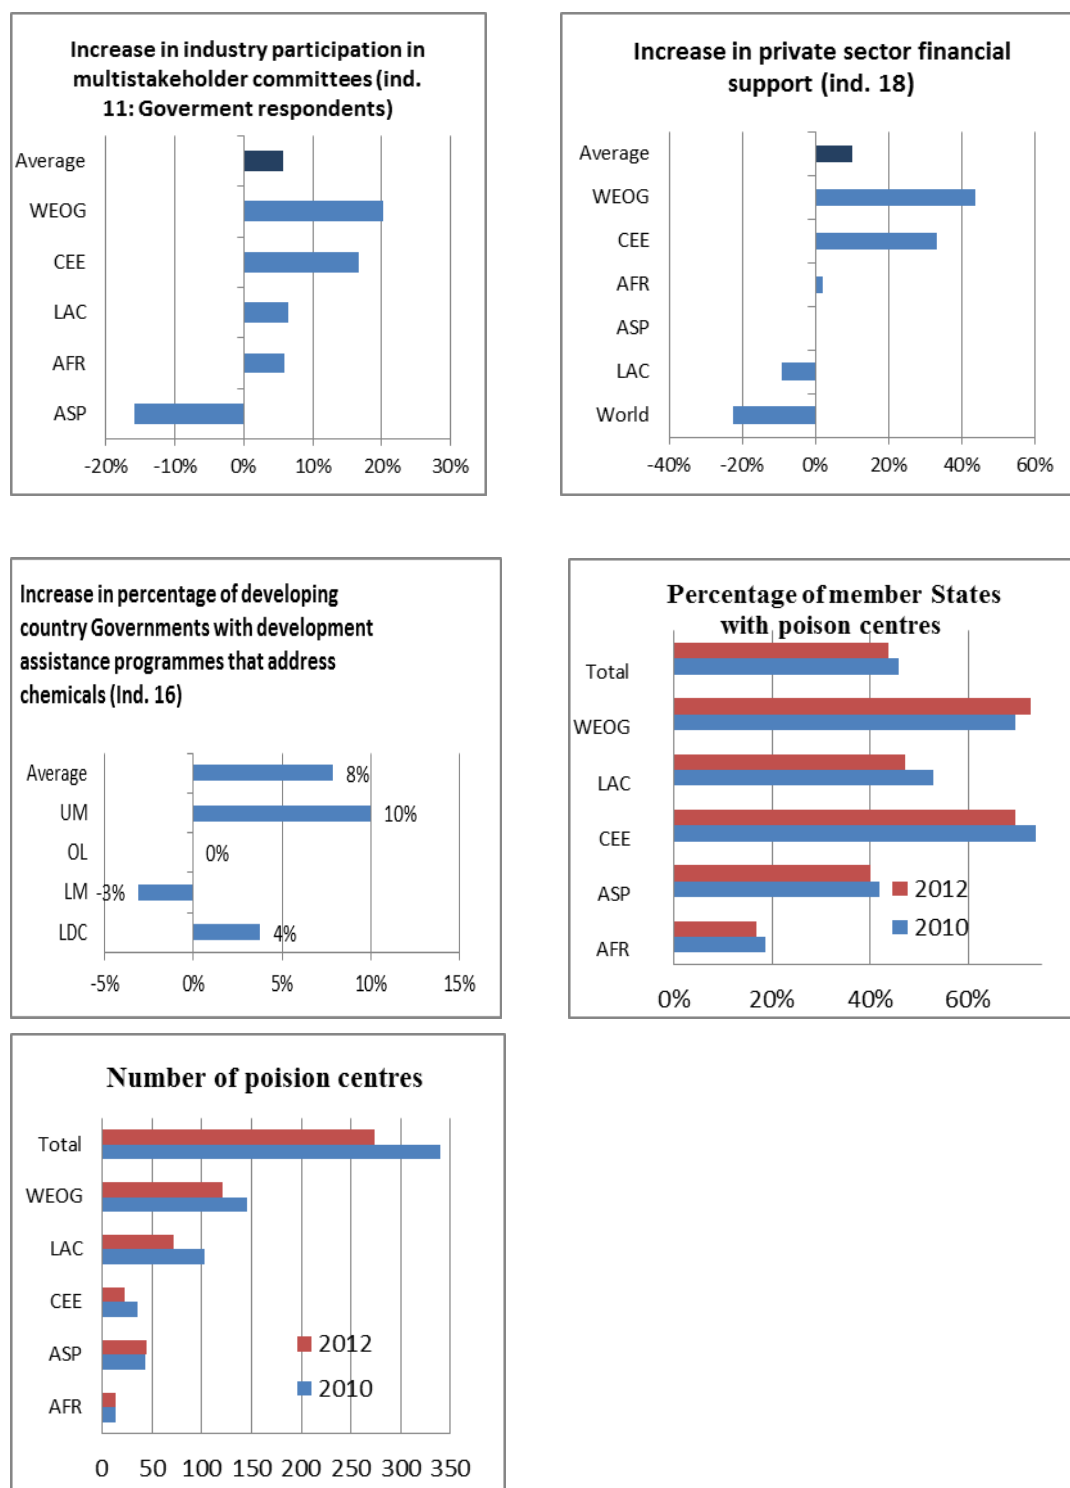 Increase in industry participation in
multistakeholder committees (ind.
11: Goverment respondents)
Average
WEOG
CEE
LAC
AFR
ASP
-20% -10% 0% 10% 20% 30%
Increase in private sector financial
support (ind. 18)
Average
WEOG
CEE
AFR
ASP
LAC
World
-40% -20% 0% 20% 40% 60%
Increase in percentage of developing
country Governments with development
assistance programmes that address
chemicals (Ind. 16)
Average 8%
UM 10%
OL 0%
LM -3%
LDC 4%
-5% 0% 5% 10% 15%
Percentage of member States
with poison centres
Total
WEOG
LAC
CEE
ASP
AFR
2012
2010
0% 20% 40% 60%
Number of poision centres
Total
WEOG
LAC
CEE
ASP
AFR
2012
2010
0 50 100 150 200 250 300 350